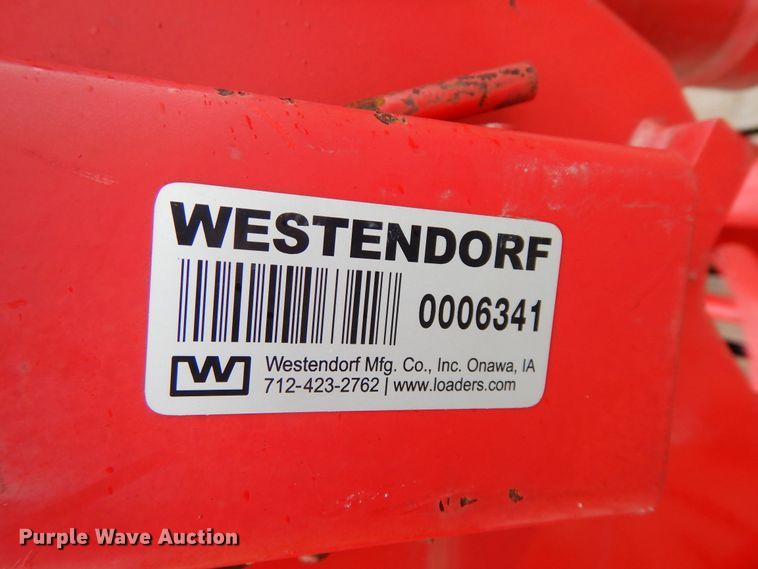 WESTENDORF
0006341
W
Westendorf Mfg. Co., Inc. Onawa, IA
712-423-2762 | www.loaders.com
Purple Wave Auction